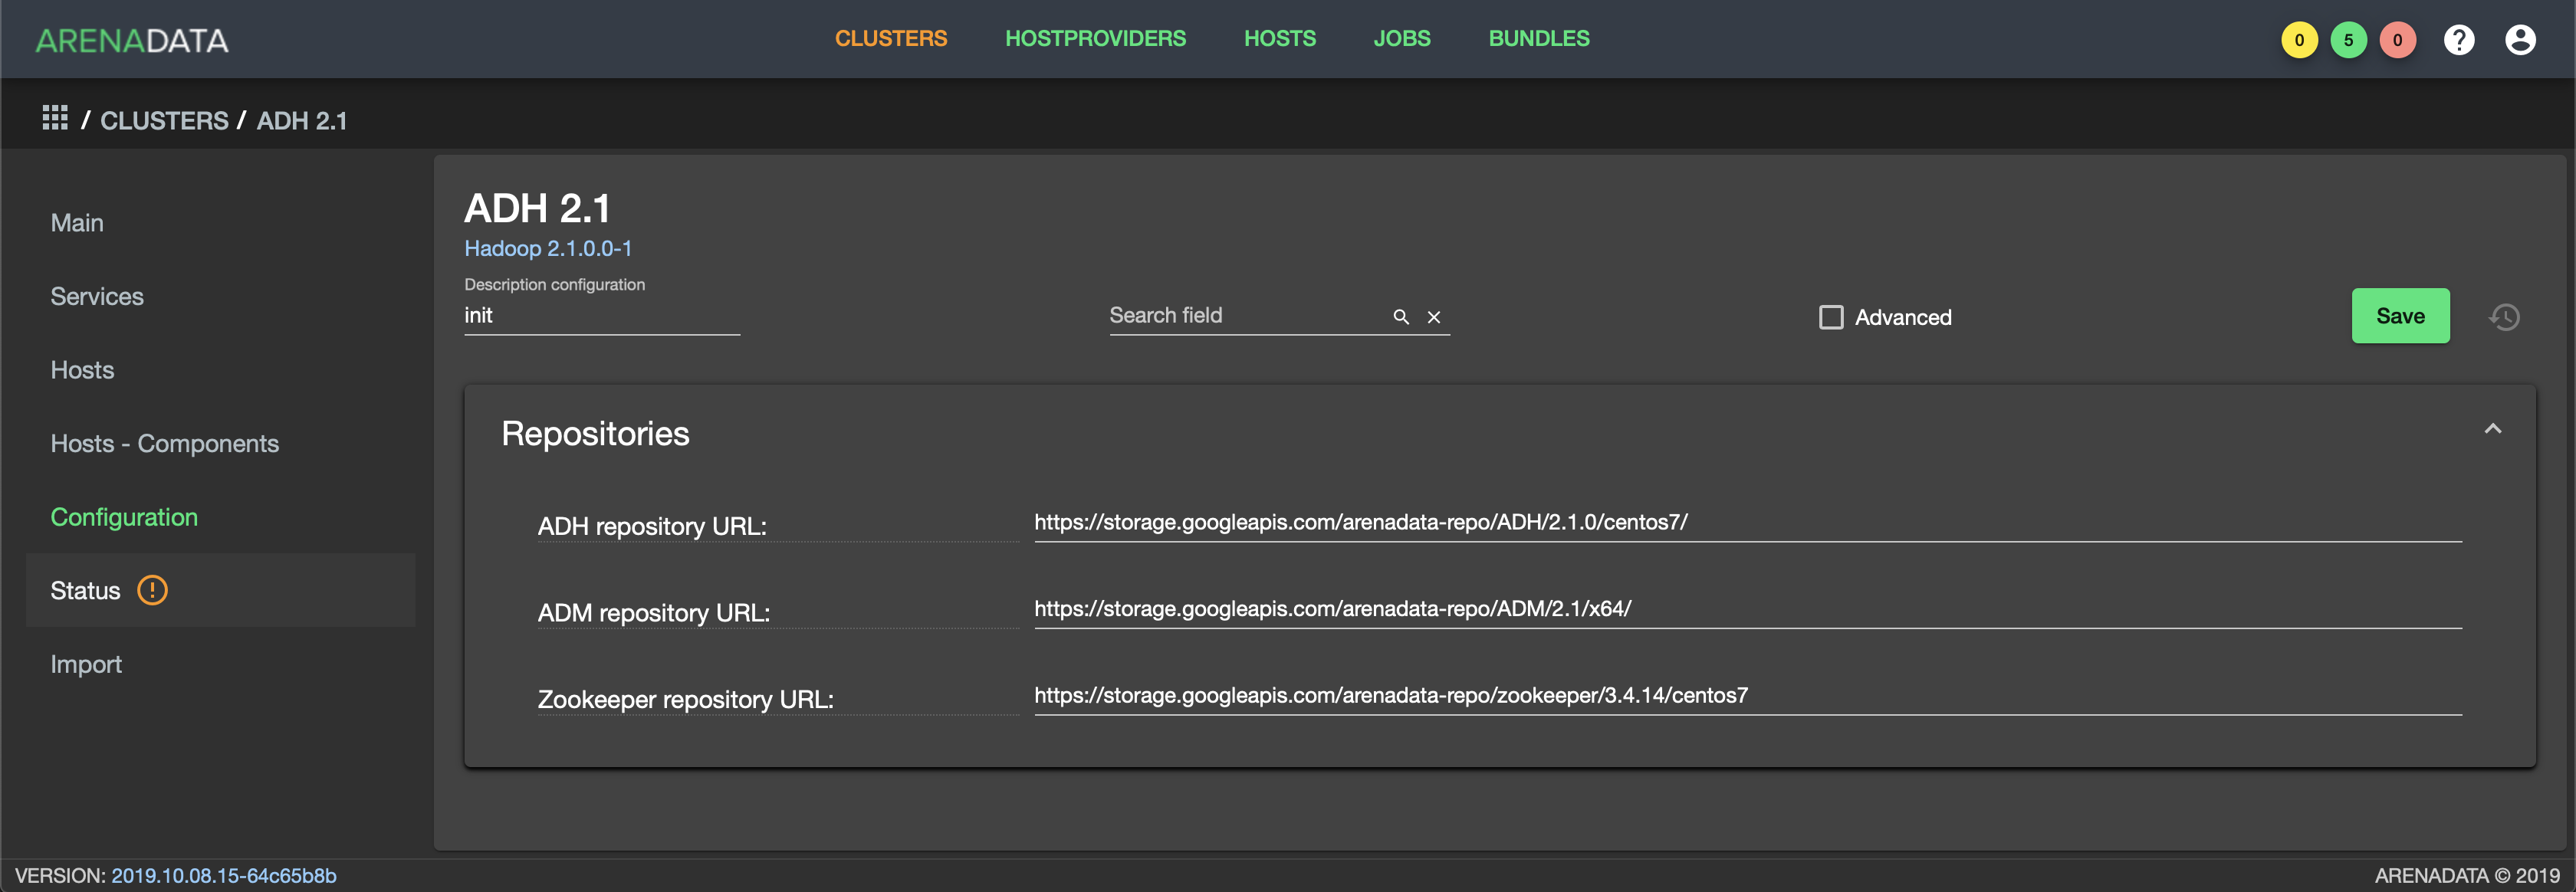 ARENADATA CLUSTERS HOSTPROVIDERS HOSTS JOBS BUNDLES 0 5 0 ?
/ CLUSTERS / ADH 2.1
Main
Services
Hosts
Hosts - Components
Configuration
Status !
Import
ADH 2.1
Hadoop 2.1.0.0-1
Description configuration
init Search field Advanced Save
Repositories
ADH repository URL: https://storage.googleapis.com/arenadata-repo/ADH/2.1.0/centos7/
ADM repository URL: https://storage.googleapis.com/arenadata-repo/ADM/2.1/x64/
Zookeeper repository URL: https://storage.googleapis.com/arenadata-repo/zookeeper/3.4.14/centos7
VERSION: 2019.10.08.15-64c65b8b ARENADATA © 2019